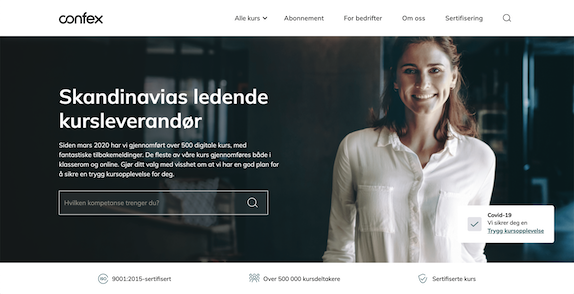 confex
Alle kurs
Abonnement
For bedrifter
Om oss
Sertifisering
Skandinavias ledende
kursleverandør
Siden mars 2020 har vi gjennomført over 500 digitale kurs, med
fantastiske tilbakemeldinger. De fleste av våre kurs gjennomføres både i
klasserom og online. Gjør ditt valg med visshet om at vi har en god plan for
å sikre en trygg kursopplevelse for deg.
Hvilken kompetanse trenger du?
Covid-19
Vi sikrer deg en
Trygg kursopplevelse
ISO
9001:2015-sertifisert
Over 500 000 kursdeltakere
Sertifiserte kurs